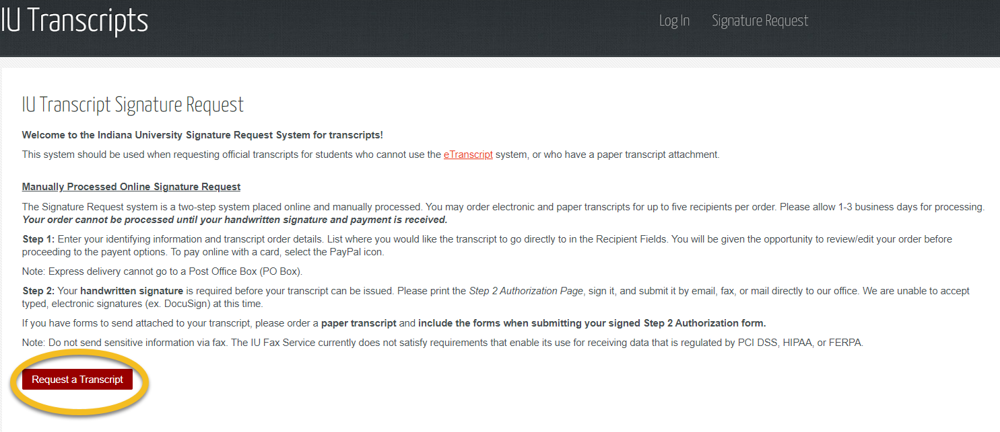 IU Transcripts
Log In
Signature Request
IU Transcript Signature Request
Welcome to the Indiana University Signature Request System for transcripts!
This system should be used when requesting official transcripts for students who cannot use the eTranscript system, or who have a paper transcript attachment.
Manually Processed Online Signature Request
The Signature Request system is a two-step system placed online and manually processed. You may order electronic and paper transcripts for up to five recipients per order. Please allow 1-3 business days for processing.
Your order cannot be processed until your handwritten signature and payment is received.
Step 1: Enter your identifying information and transcript order details. List where you would like the transcript to go directly to in the Recipient Fields. You will be given the opportunity to review/edit your order before
proceeding to the payent options. To pay online with a card, select the PayPal icon.
Note: Express delivery cannot go to a Post Office Box (PO Box).
Step 2: Your handwritten signature is required before your transcript can be issued. Please print the Step 2 Authorization Page, sign it, and submit it by email, fax, or mail directly to our office. We are unable to accept
typed, electronic signatures (ex. DocuSign) at this time.
If you have forms to send attached to your transcript, please order a paper transcript and include the forms when submitting your signed Step 2 Authorization form.
Note: Do not send sensitive information via fax. The IU Fax Service currently does not satisfy requirements that enable its use for receiving data that is regulated by PCI DSS, HIPAA, or FERPA.
Request a Transcript